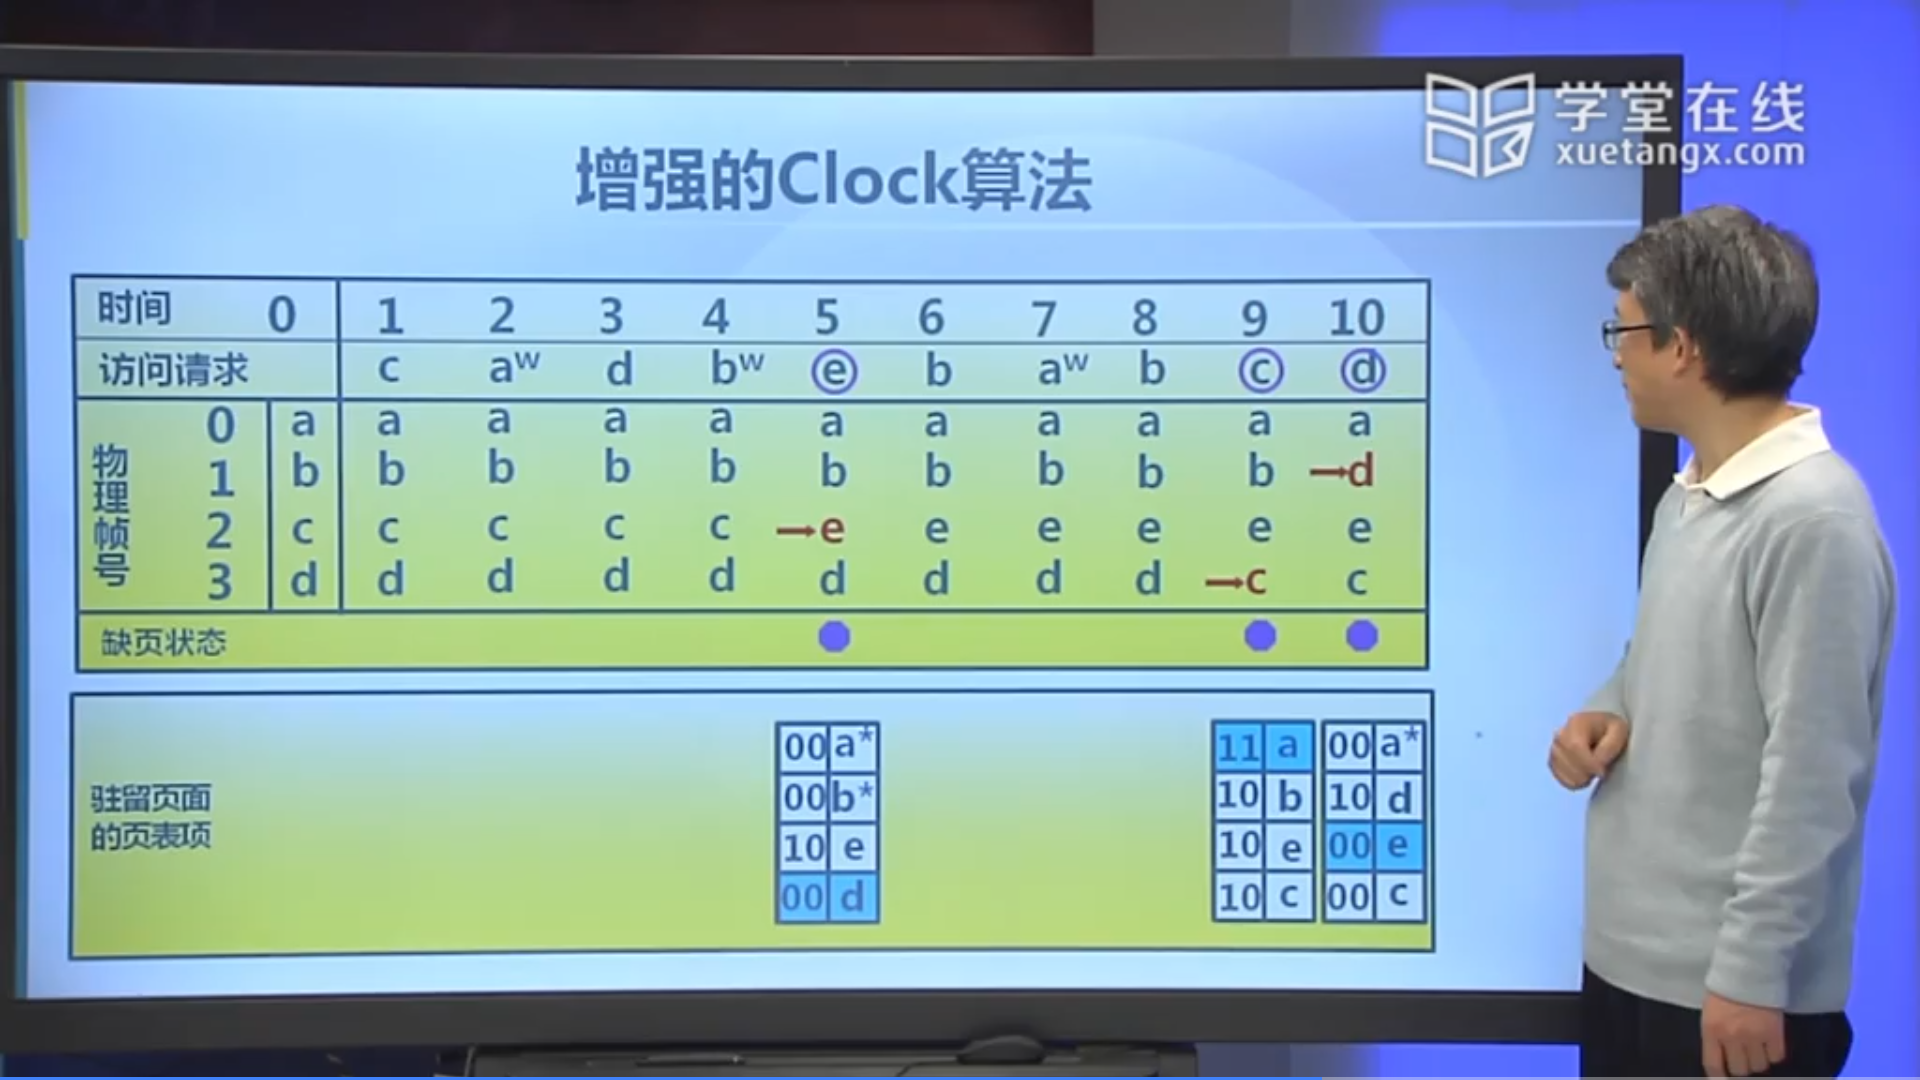 学堂在线
xuetangx.com
增强的Clock算法
时间 0 1 2 3 4 5 6 7 8 9 10
访问请求 c aʷ d bʷ e b aʷ b c d
物理帧号
0 a a a a a a a a a a a
1 b b b b b b b b b b →d
2 c c c c c →e e e e e e
3 d d d d d d d d d →c c
缺页状态
驻留页面
的页表项
00 a* 11 a 00 a*
00 b* 10 b 10 d
10 e 10 e 00 e
00 d 10 c 00 c